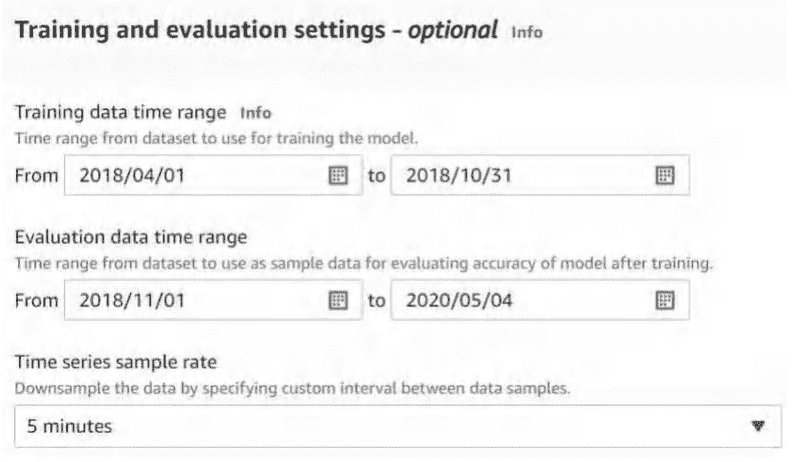 Training and evaluation settings - optional Info
Training data time range Info
Time range from dataset to use for training the model.
From 2018/04/01 to 2018/10/31
Evaluation data time range
Time range from dataset to use as sample data for evaluating accuracy of model after training.
From 2018/11/01 to 2020/05/04
Time series sample rate
Downsample the data by specifying custom interval between data samples.
5 minutes